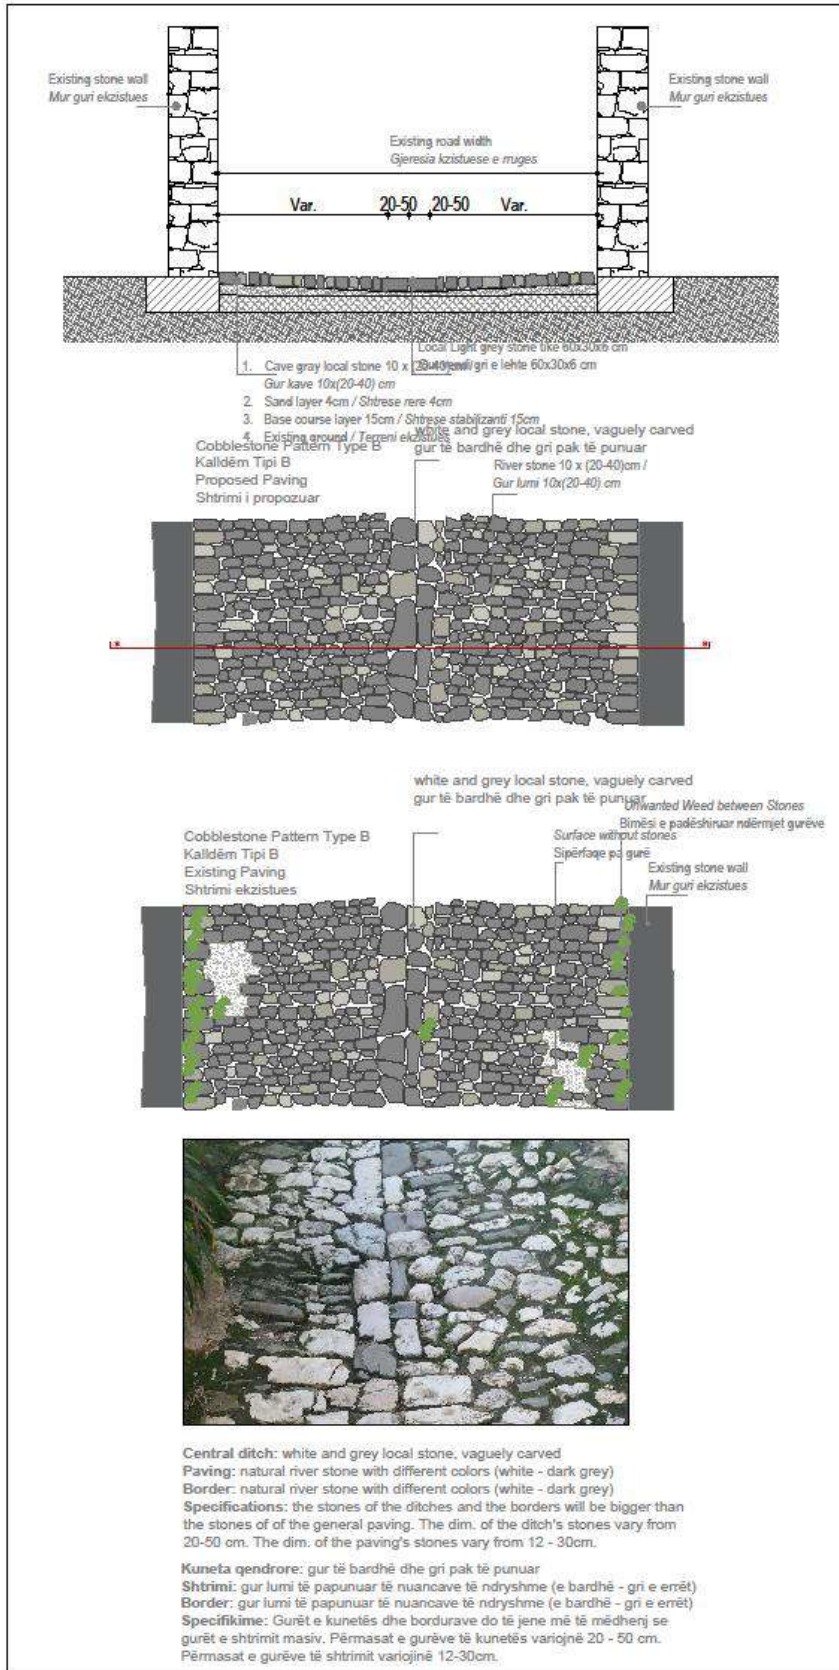 Existing stone wall
Mur guri ekzistues
Existing stone wall
Mur guri ekzistues
Existing road width
Gjeresia kzistuese e rruges
Var. 20-50 20-50 Var.
Local Light grey stone tike 60x30x6 cm
gri e lehte 60x30x6 cm
1. Cave gray local stone 10 x (20-40)cm /
Gur kave 10x(20-40) cm
2. Sand layer 4cm / Shtrese rere 4cm
3. Base course layer 15cm / Shtrese stabilizanti 15cm
4. Existing ground / Terreni ekzistues
white and grey local stone, vaguely carved
gur të bardhë dhe gri pak të punuar
Cobblestone Pattern Type B
Kalldëm Tipi B
Proposed Paving
Shtrimi i propozuar
River stone 10 x (20-40)cm /
Gur lumi 10x(20-40) cm
white and grey local stone, vaguely carved
gur të bardhë dhe gri pak të punuar
Unwanted Weed between Stones
Bimësi e padëshiruar ndërmjet gurëve
Cobblestone Pattern Type B
Kalldëm Tipi B
Existing Paving
Shtrimi ekzistues
Surface without stones
Sipërfaqe pa gurë
Existing stone wall
Mur guri ekzistues
Central ditch: white and grey local stone, vaguely carved
Paving: natural river stone with different colors (white - dark grey)
Border: natural river stone with different colors (white - dark grey)
Specifications: the stones of the ditches and the borders will be bigger than
the stones of of the general paving. The dim. of the ditch's stones vary from
20-50 cm. The dim. of the paving's stones vary from 12 - 30cm.
Kuneta qendrore: gur të bardhë dhe gri pak të punuar
Shtrimi: gur lumi të papunuar të nuancave të ndryshme (e bardhë - gri e errët)
Border: gur lumi të papunuar të nuancave të ndryshme (e bardhë - gri e errët)
Specifikime: Gurët e kunetës dhe bordurave do të jene më të mëdhenj se
gurët e shtrimit masiv. Përmasat e gurëve të kunetës variojnë 20 - 50 cm.
Përmasat e gurëve të shtrimit variojinë 12-30cm.